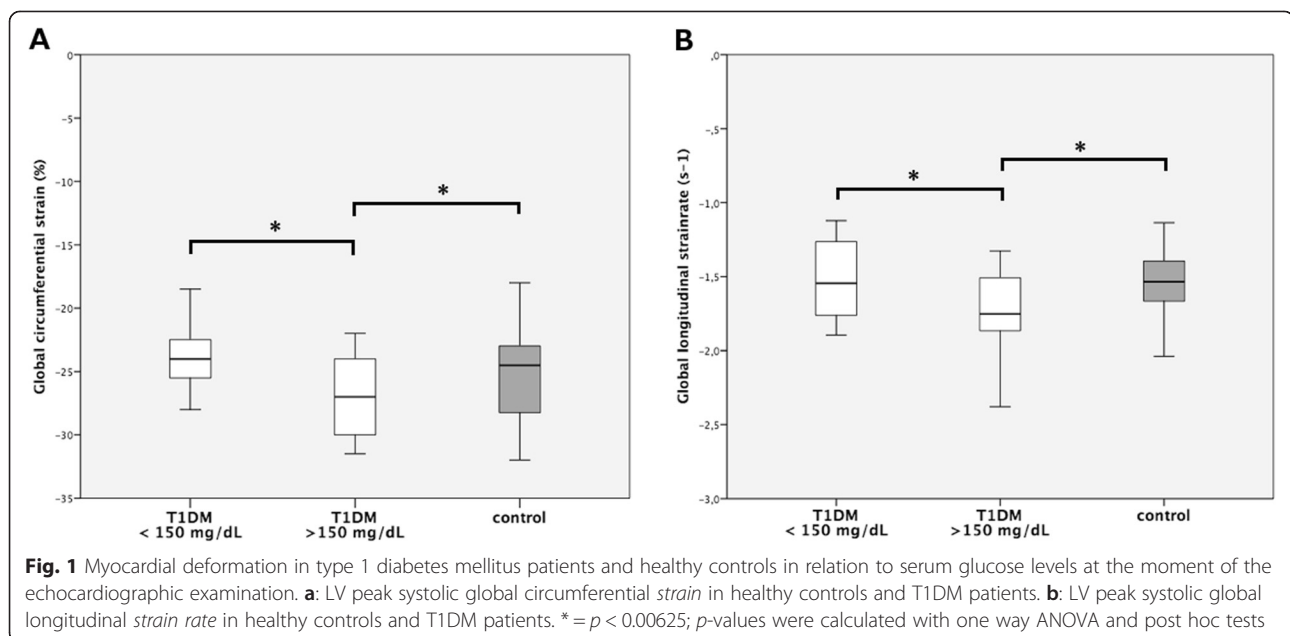 A
Global circumferential strain (%)
0
-5
-10
-15
-20
-25
-30
-35
*
*
T1DM
< 150 mg/dL
T1DM
>150 mg/dL
control
B
Global longitudinal strainrate (s-1)
,0
-,5
-1,0
-1,5
-2,0
-2,5
-3,0
*
*
T1DM
< 150 mg/dL
T1DM
>150 mg/dL
control
Fig. 1 Myocardial deformation in type 1 diabetes mellitus patients and healthy controls in relation to serum glucose levels at the moment of the
echocardiographic examination. a: LV peak systolic global circumferential strain in healthy controls and T1DM patients. b: LV peak systolic global
longitudinal strain rate in healthy controls and T1DM patients. * = p < 0.00625; p-values were calculated with one way ANOVA and post hoc tests